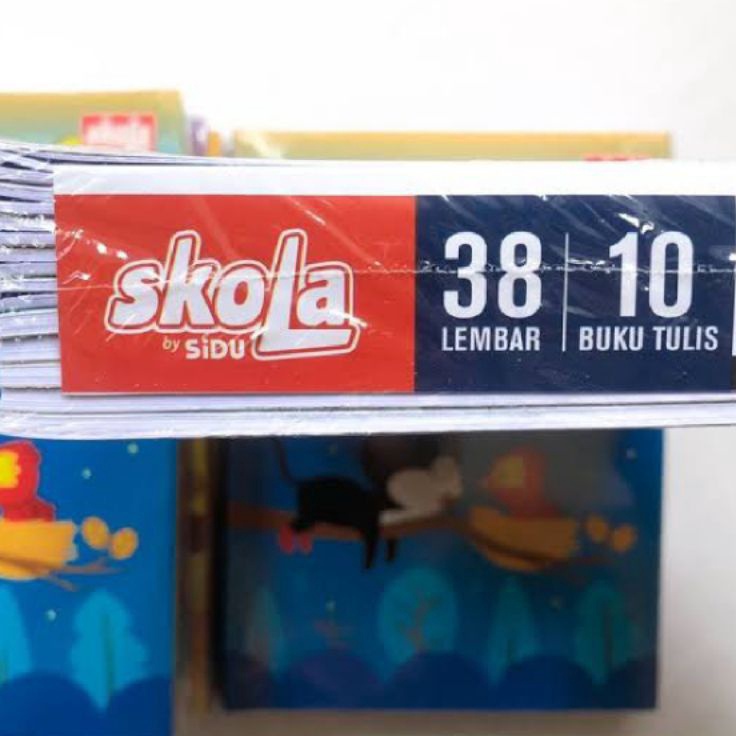 skoLa
by SiDU
38 10
LEMBAR BUKU TULIS